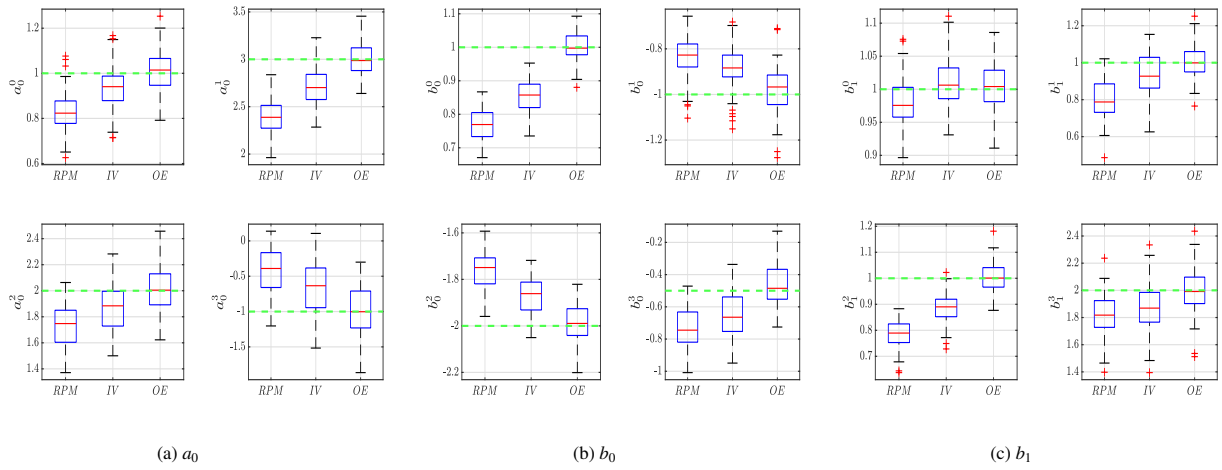 1.2
1
0.8
0.6
a_0^0
RPM IV OE
3.5
3
2.5
2
a_0^1
RPM IV OE
1.1
1
0.9
0.8
0.7
b_0^0
RPM IV OE
-0.8
-1
-1.2
b_0^1
RPM IV OE
1.1
1.05
1
0.95
0.9
b_1^0
RPM IV OE
1.2
1
0.8
0.6
b_1^1
RPM IV OE
2.4
2.2
2
1.8
1.6
1.4
a_0^2
RPM IV OE
0
-0.5
-1
-1.5
a_0^3
RPM IV OE
-1.6
-1.8
-2
-2.2
b_0^2
RPM IV OE
-0.2
-0.4
-0.6
-0.8
-1
b_0^3
RPM IV OE
1.2
1.1
1
0.9
0.8
0.7
b_1^2
RPM IV OE
2.4
2.2
2
1.8
1.6
1.4
b_1^3
RPM IV OE
(a) a_0
(b) b_0
(c) b_1